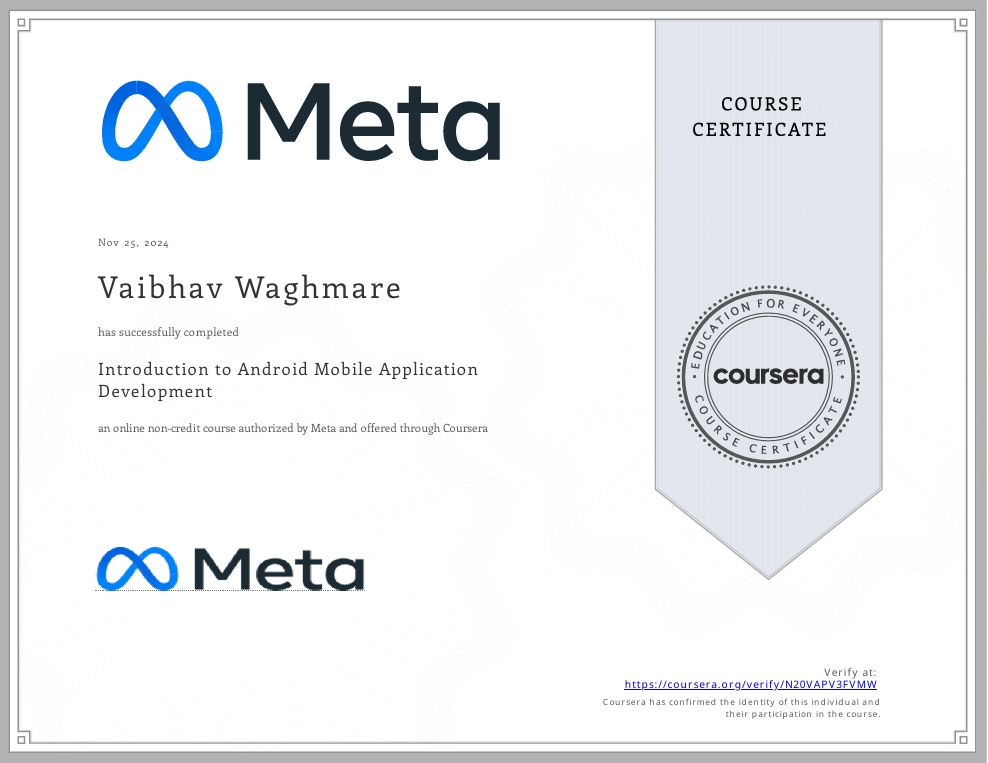 Meta
COURSE
CERTIFICATE
Nov 25, 2024
Vaibhav Waghmare
has successfully completed
Introduction to Android Mobile Application
Development
an online non-credit course authorized by Meta and offered through Coursera
EDUCATION FOR EVERYONE
coursera
COURSE CERTIFICATE
Meta
Verify at:
https://coursera.org/verify/N20VAPV3FVMW
Coursera has confirmed the identity of this individual and
their participation in the course.